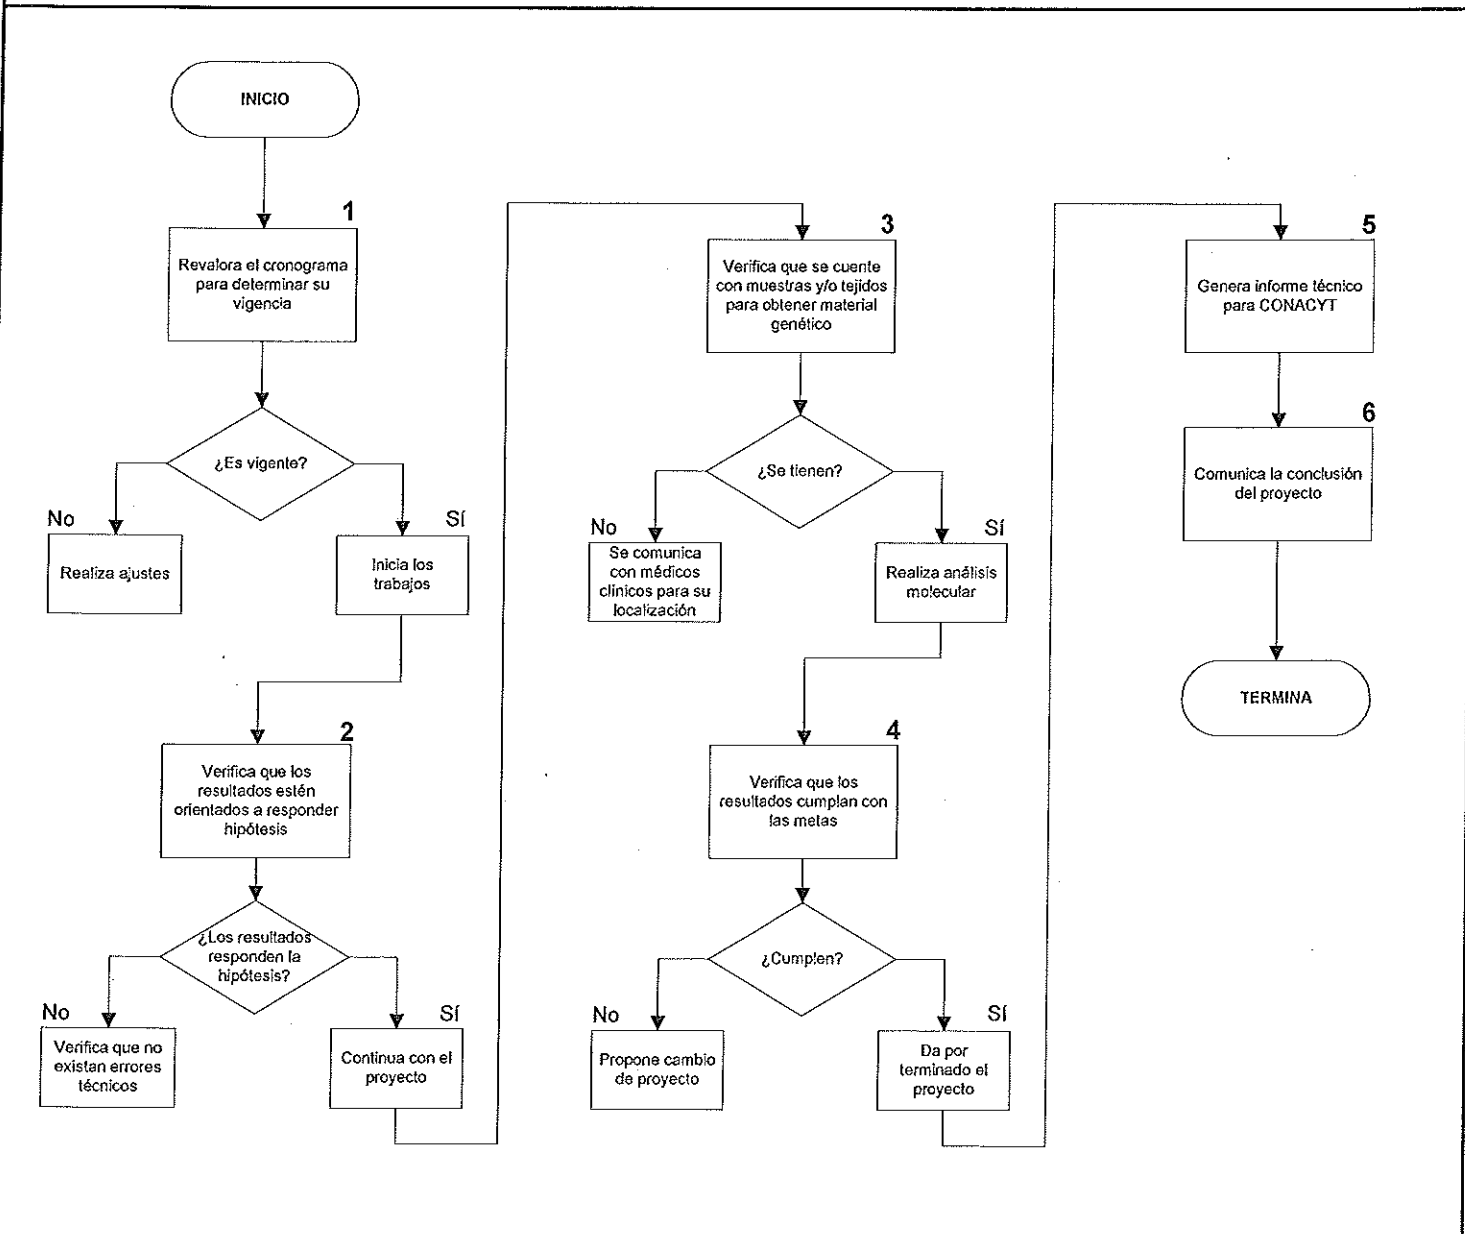 INICIO
1
Revalora el cronograma
para determinar su
vigencia
¿Es vigente?
No
Realiza ajustes
Sí
Inicia los
trabajos
2
Verifica que los
resultados estén
orientados a responder
hipótesis
¿Los resultados
responden la
hipótesis?
No
Verifica que no
existan errores
técnicos
Sí
Continua con el
proyecto
3
Verifica que se cuente
con muestras y/o tejidos
para obtener material
genético
¿Se tienen?
No
Se comunica
con médicos
clínicos para su
localización
Sí
Realiza análisis
molecular
4
Verifica que los
resultados cumplan con
las metas
¿Cumplen?
No
Propone cambio
de proyecto
Sí
Da por
terminado el
proyecto
5
Genera informe técnico
para CONACYT
6
Comunica la conclusión
del proyecto
TERMINA